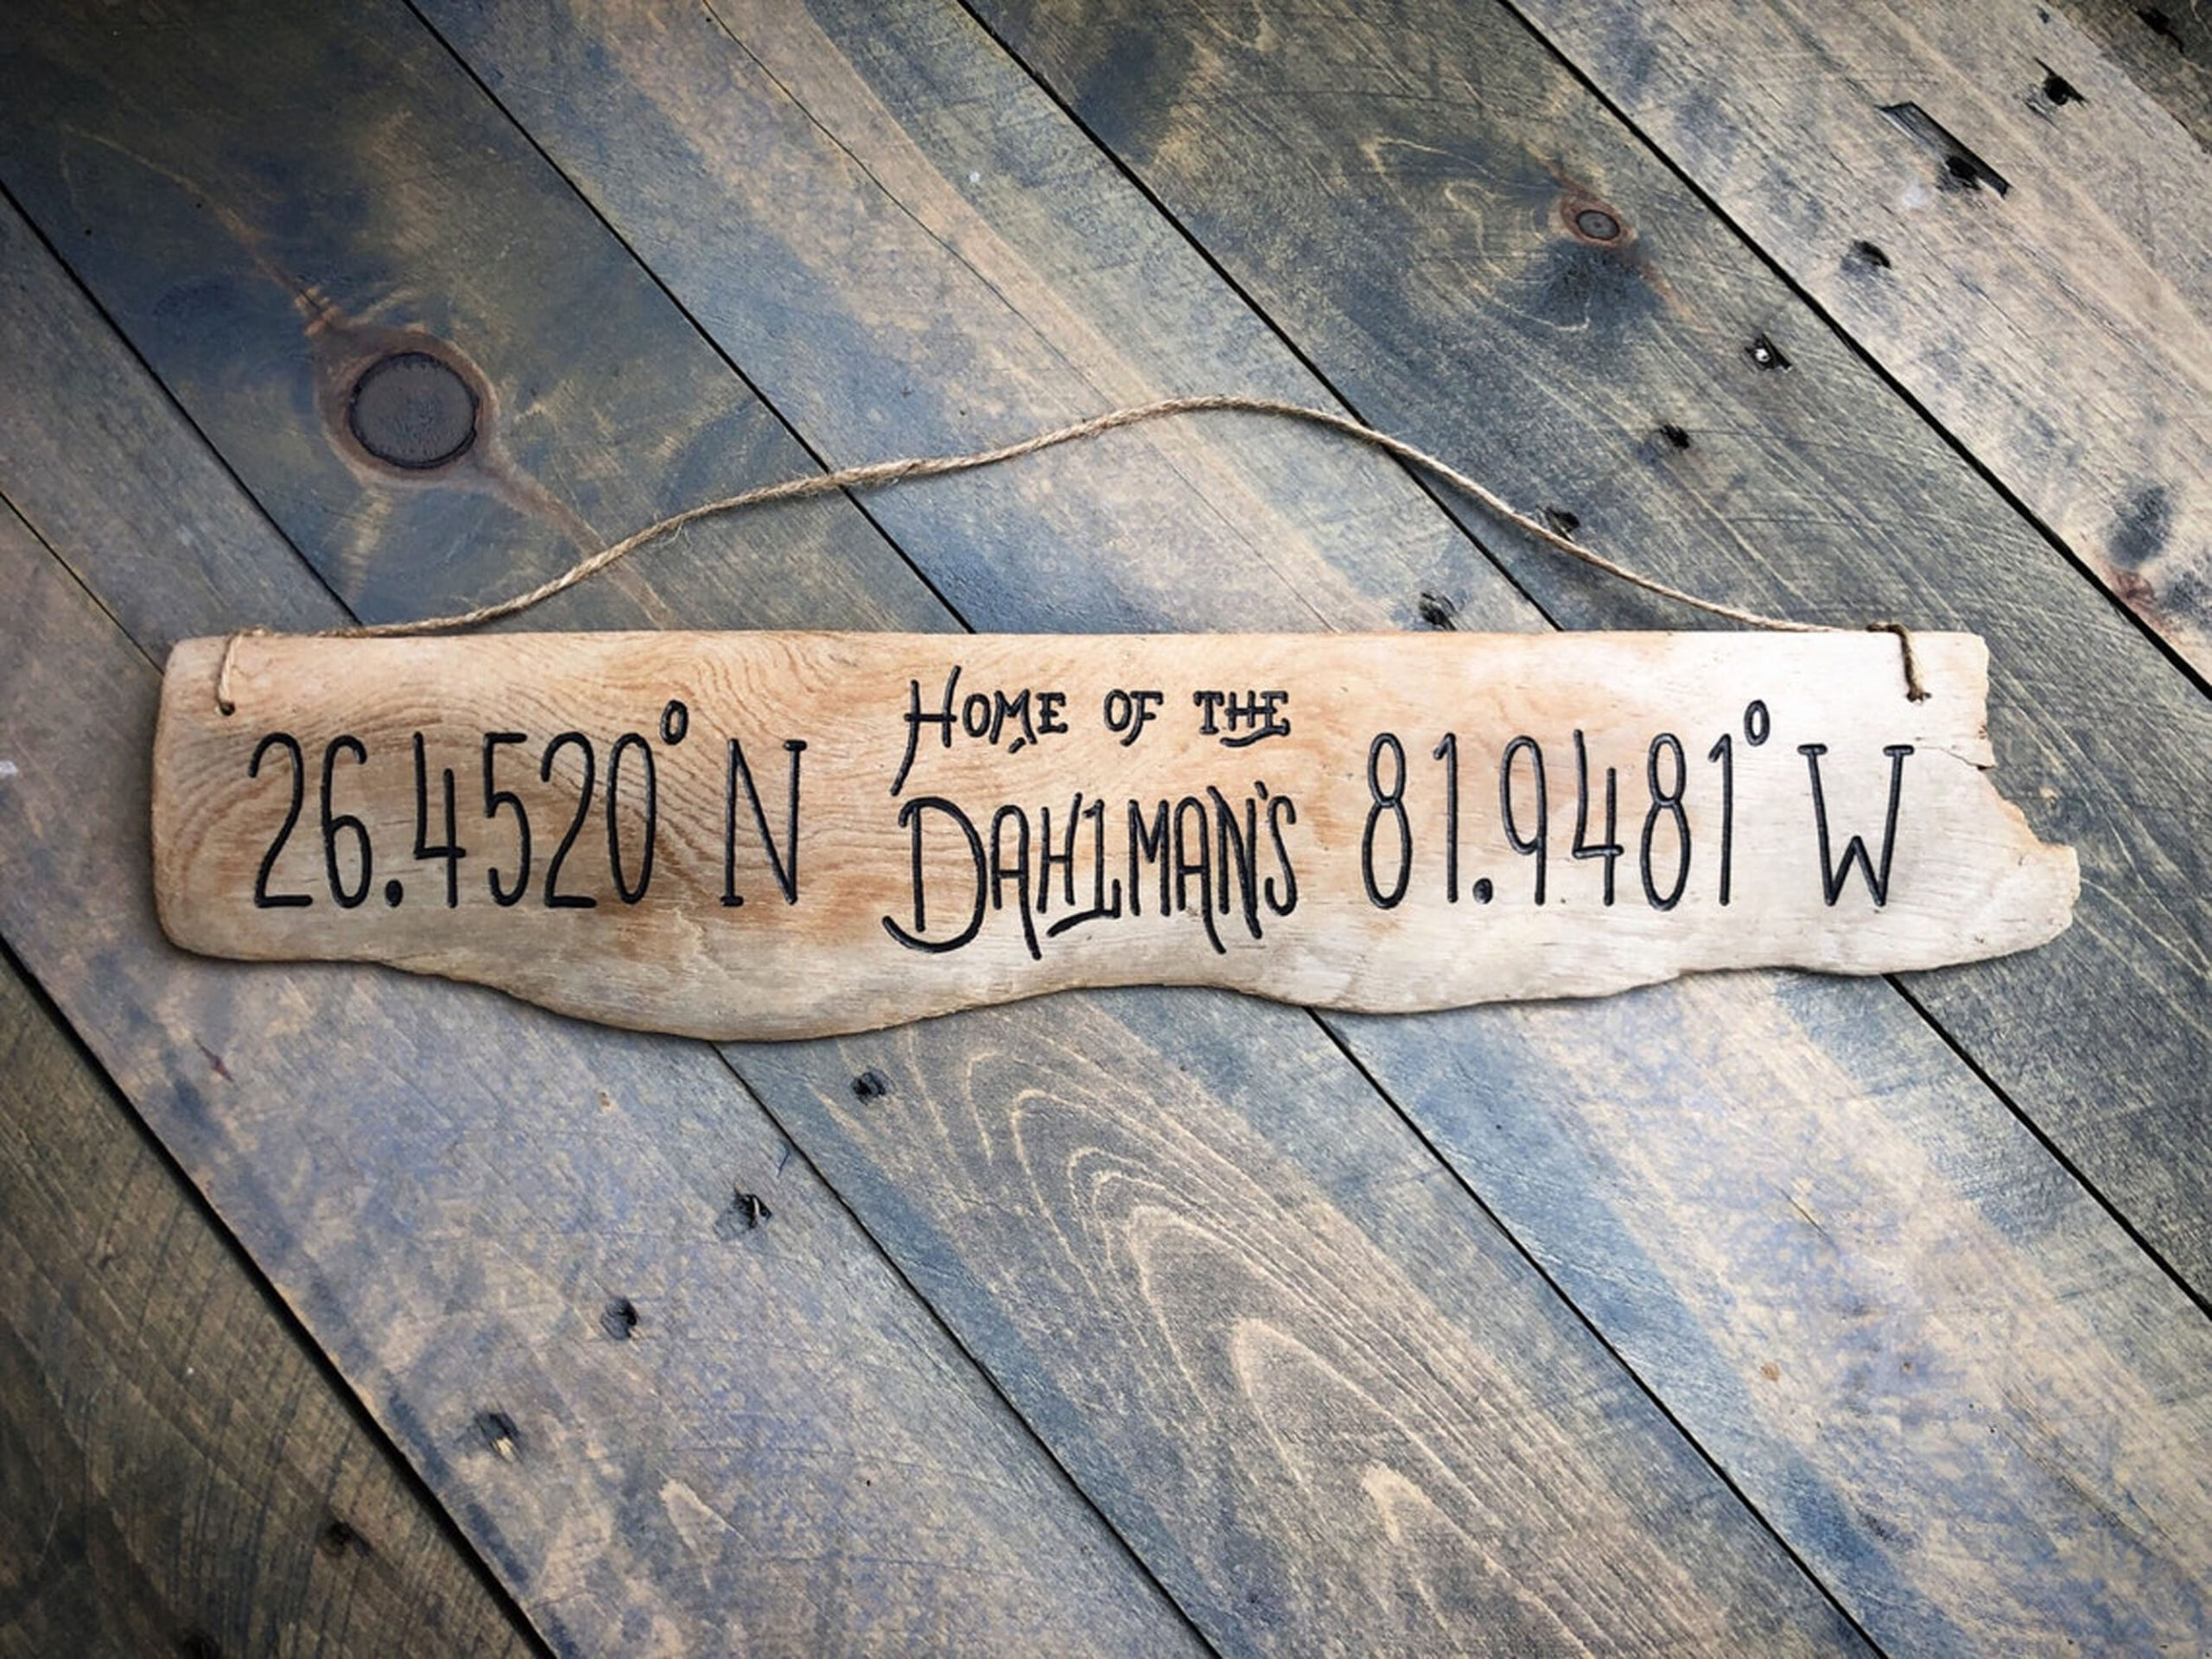 26.4520° N
HOME OF THE
DAHLMAN'S
81.9481° W